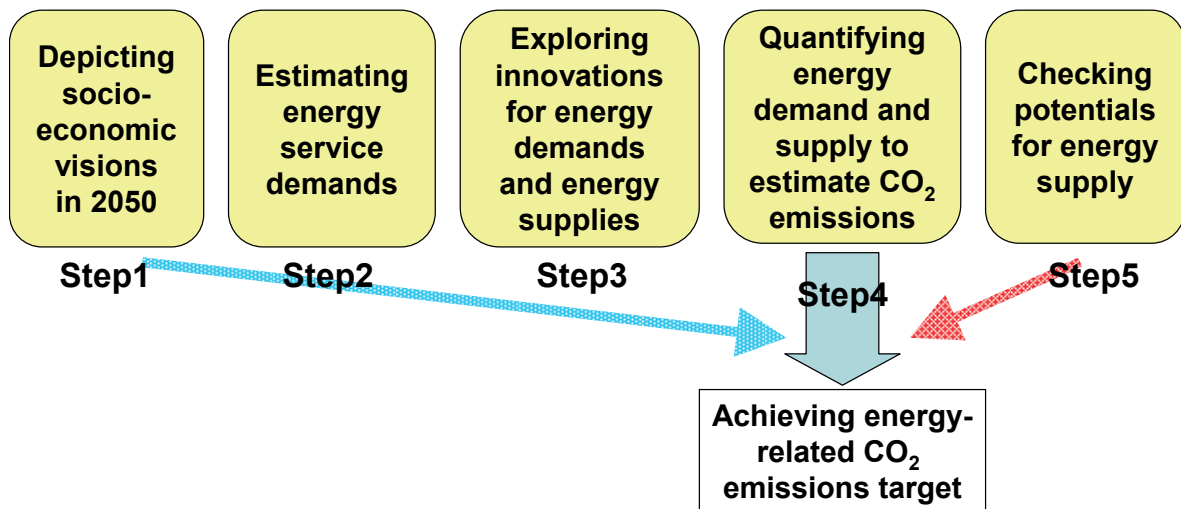 Depicting
socio-
economic
visions
in 2050
Estimating
energy
service
demands
Exploring
innovations
for energy
demands
and energy
supplies
Quantifying
energy
demand and
supply to
estimate CO₂
emissions
Checking
potentials
for energy
supply
Step1
Step2
Step3
Step4
Step5
Achieving energy-
related CO₂
emissions target